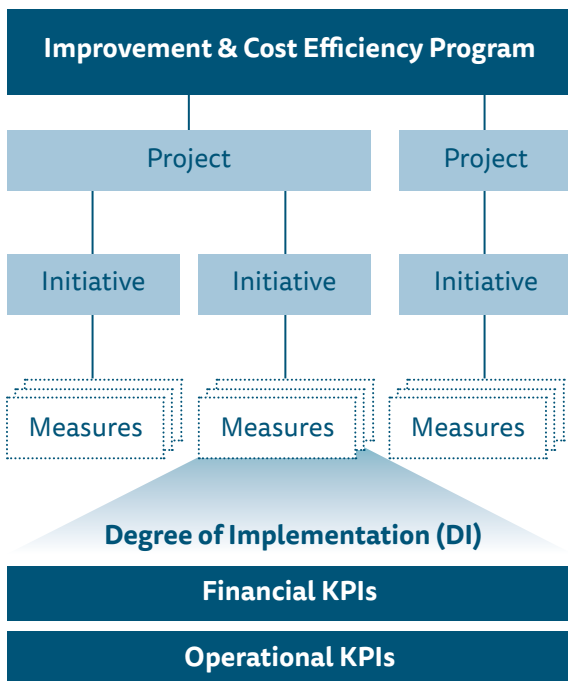 Improvement & Cost Efficiency Program
Project
Project
Initiative
Initiative
Initiative
Measures
Measures
Measures
Degree of Implementation (DI)
Financial KPIs
Operational KPIs